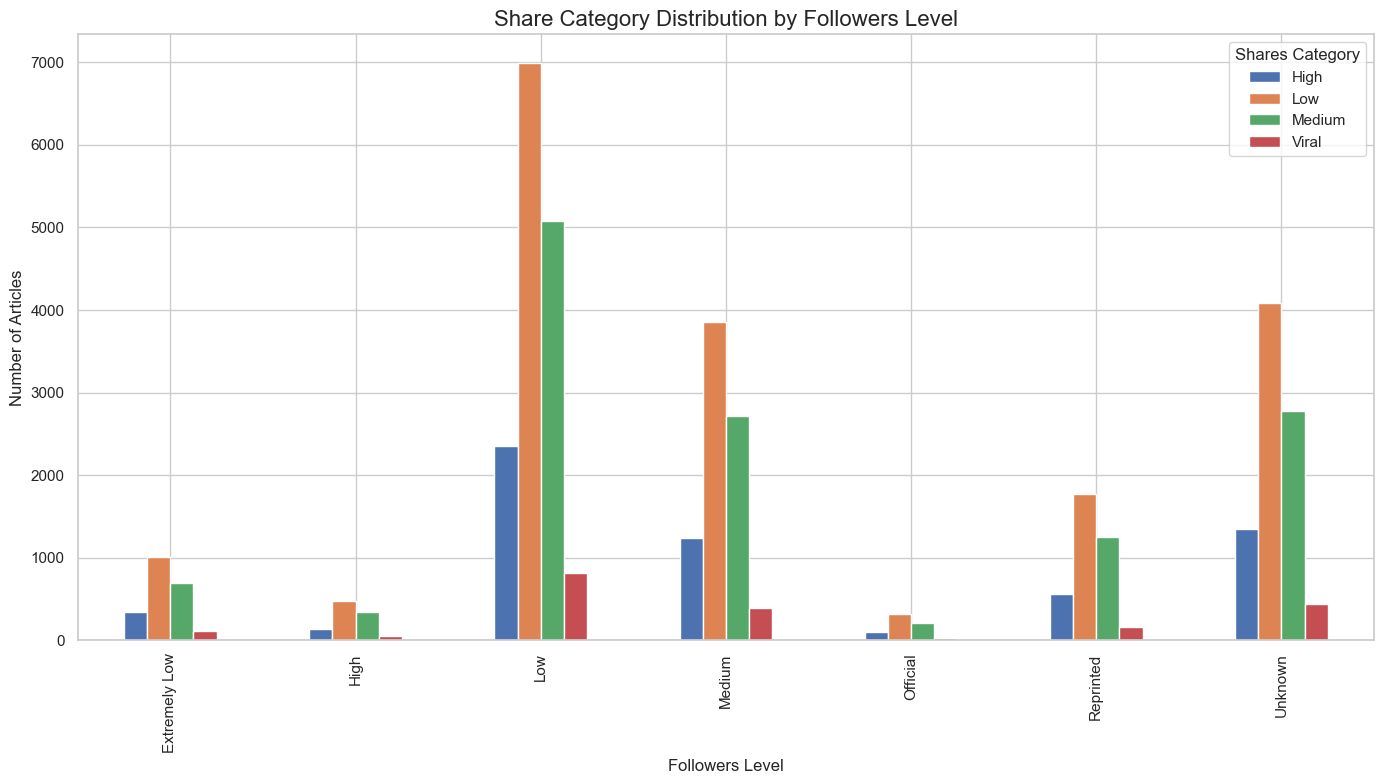 Share Category Distribution by Followers Level
Shares Category
High
Low
Medium
Viral
Number of Articles
7000
6000
5000
4000
3000
2000
1000
0
Extremely Low
High
Low
Medium
Official
Reprinted
Unknown
Followers Level